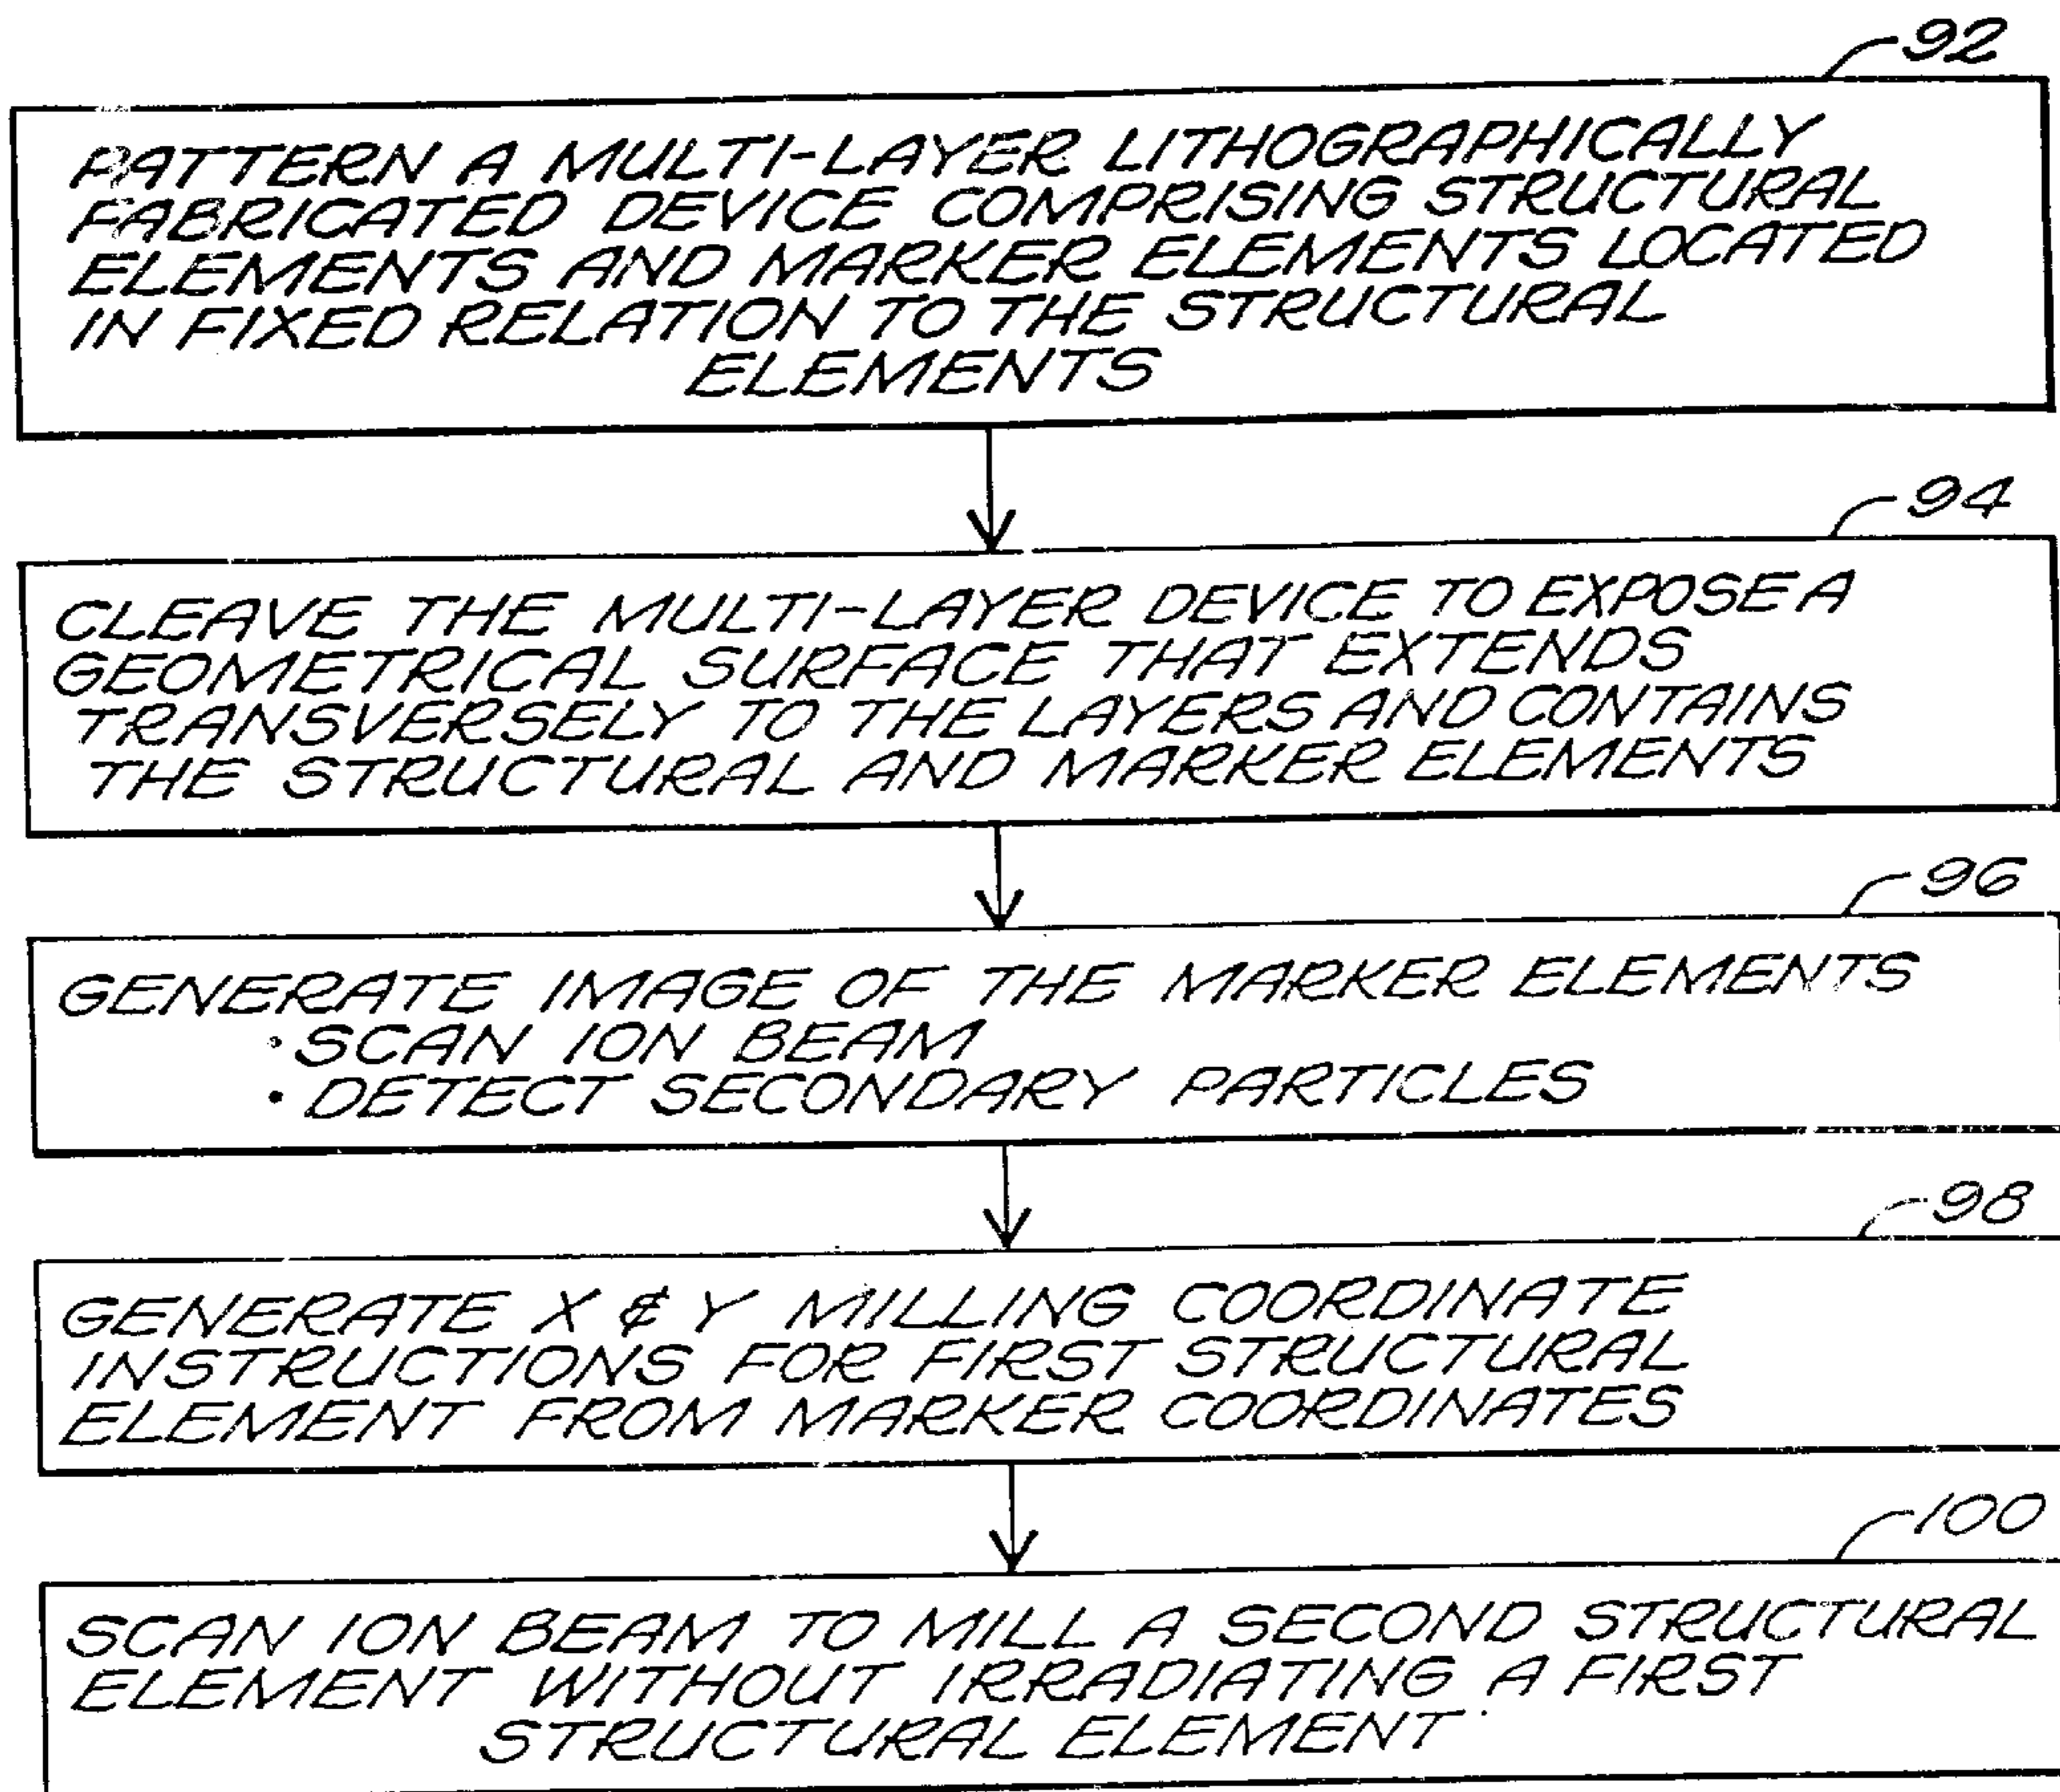 92
PATTERN A MULTI-LAYER LITHOGRAPHICALLY
FABRICATED DEVICE COMPRISING STRUCTURAL
ELEMENTS AND MARKER ELEMENTS LOCATED
IN FIXED RELATION TO THE STRUCTURAL
ELEMENTS
94
CLEAVE THE MULTI-LAYER DEVICE TO EXPOSE A
GEOMETRICAL SURFACE THAT EXTENDS
TRANSVERSELY TO THE LAYERS AND CONTAINS
THE STRUCTURAL AND MARKER ELEMENTS
96
GENERATE IMAGE OF THE MARKER ELEMENTS
• SCAN ION BEAM
• DETECT SECONDARY PARTICLES
98
GENERATE X & Y MILLING COORDINATE
INSTRUCTIONS FOR FIRST STRUCTURAL
ELEMENT FROM MARKER COORDINATES
100
SCAN ION BEAM TO MILL A SECOND STRUCTURAL
ELEMENT WITHOUT IRRADIATING A FIRST
STRUCTURAL ELEMENT